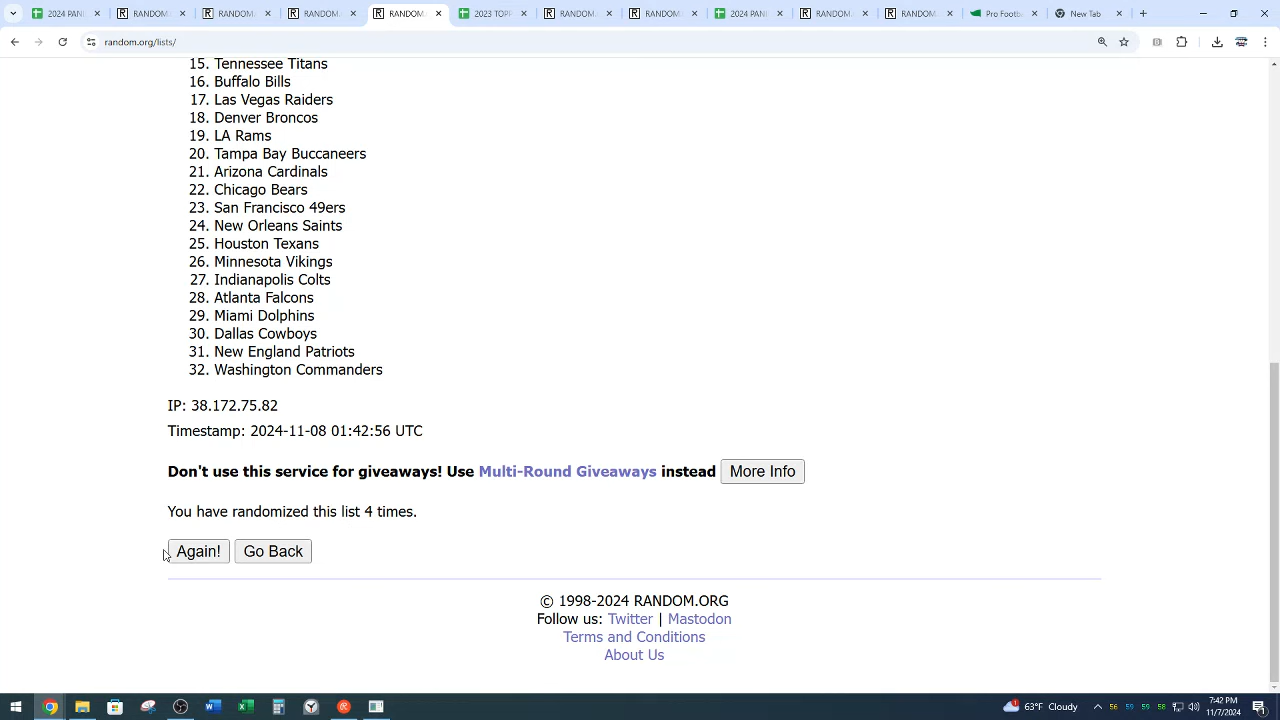 2024 PANI
RANDOM
RANDOM
RANDOM
RANDOM
2023 TOPP
RANDOM
RANDOM
2024 PANI
RANDOM
RANDOM
Pro Footb
New Tab
random.org/lists/
15. Tennessee Titans
16. Buffalo Bills
17. Las Vegas Raiders
18. Denver Broncos
19. LA Rams
20. Tampa Bay Buccaneers
21. Arizona Cardinals
22. Chicago Bears
23. San Francisco 49ers
24. New Orleans Saints
25. Houston Texans
26. Minnesota Vikings
27. Indianapolis Colts
28. Atlanta Falcons
29. Miami Dolphins
30. Dallas Cowboys
31. New England Patriots
32. Washington Commanders
IP: 38.172.75.82
Timestamp: 2024-11-08 01:42:56 UTC
Don't use this service for giveaways! Use Multi-Round Giveaways instead More Info
You have randomized this list 4 times.
Again! Go Back
© 1998-2024 RANDOM.ORG
Follow us: Twitter | Mastodon
Terms and Conditions
About Us
63°F Cloudy
56 59 59 58
7:42 PM
11/7/2024